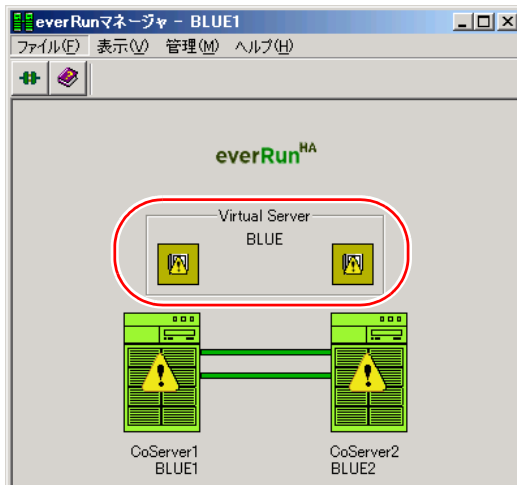 everRunマネージャ - BLUE1
ファイル(F) 表示(V) 管理(M) ヘルプ(H)
everRunHA
Virtual Server
BLUE
CoServer1
BLUE1
CoServer2
BLUE2